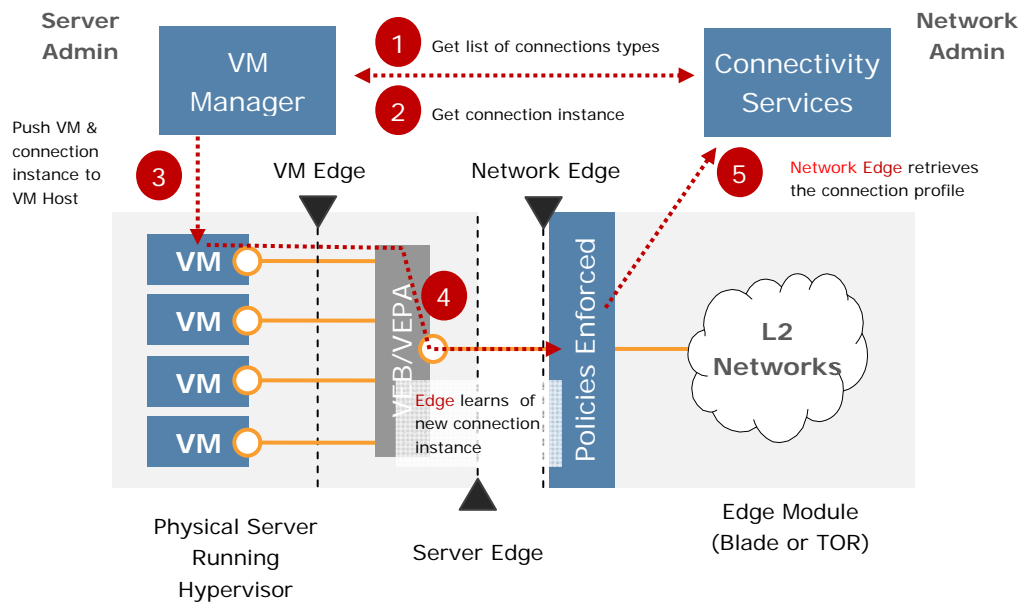 Server
Admin
VM
Manager
1
Get list of connections types
2
Get connection instance
Connectivity
Services
Network
Admin
Push VM &
connection
instance to
VM Host
3
VM Edge
Network Edge
5
Network Edge retrieves
the connection profile
VM
VM
VM
VM
VEB/VEPA
4
Edge learns of
new connection
instance
Policies Enforced
L2
Networks
Physical Server
Running
Hypervisor
Server Edge
Edge Module
(Blade or TOR)